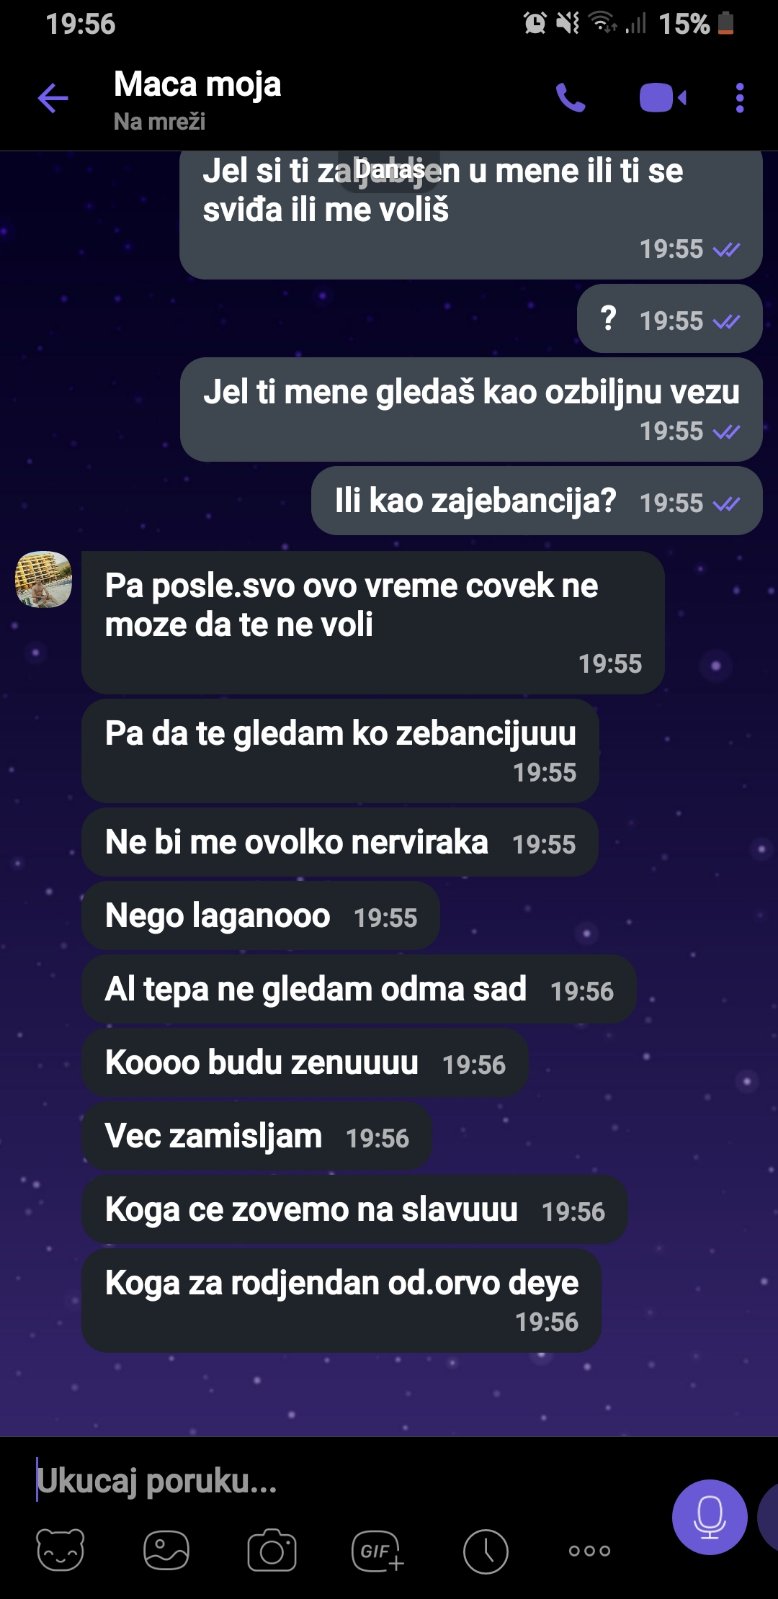 19:56
15%
Maca moja
Na mreži
Danas
Jel si ti zaljubljen u mene ili ti se
sviđa ili me voliš
19:55
? 19:55
Jel ti mene gledaš kao ozbiljnu vezu
19:55
Ili kao zajebancija? 19:55
Pa posle.svo ovo vreme covek ne
moze da te ne voli
19:55
Pa da te gledam ko zebancijuuu
19:55
Ne bi me ovolko nerviraka 19:55
Nego laganooo 19:55
Al tepa ne gledam odma sad 19:56
Koooo budu zenuuuu 19:56
Vec zamisljam 19:56
Koga ce zovemo na slavuuu 19:56
Koga za rodjendan od.orvo deye
19:56
Ukucaj poruku...
GIF